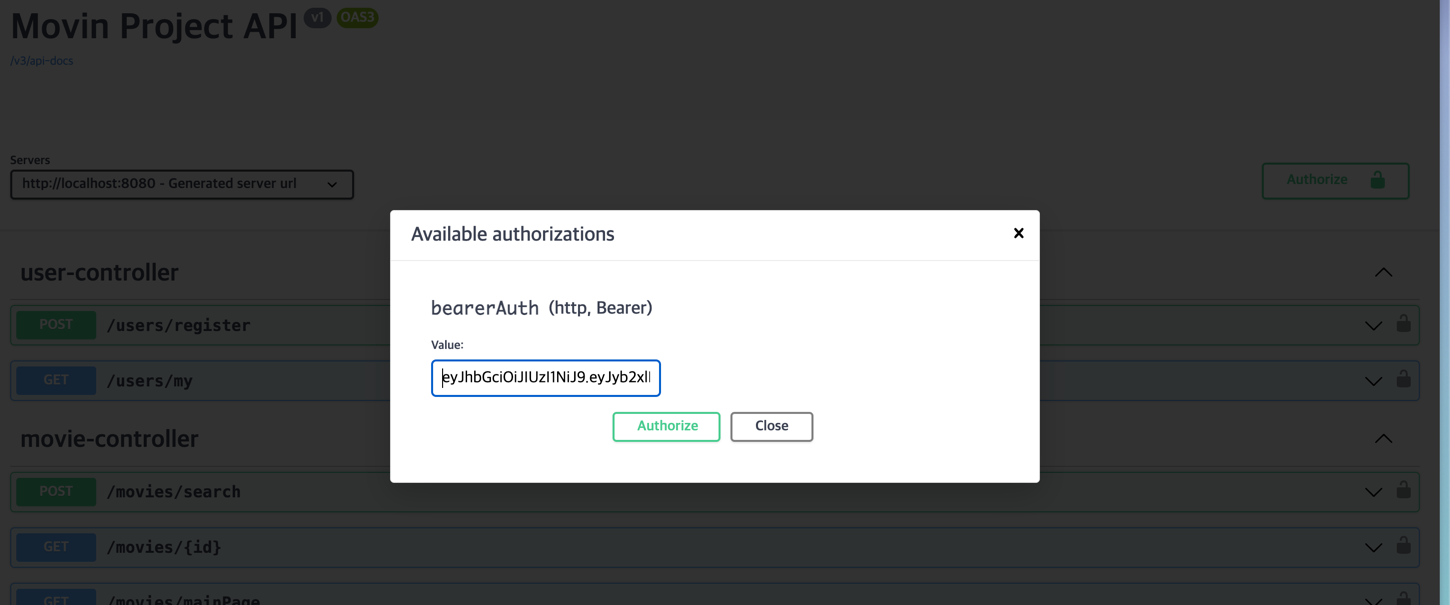 Movin Project API v1 OAS3
/v3/api-docs
Servers
http://localhost:8080 - Generated server url
Authorize
Available authorizations
user-controller
bearerAuth (http, Bearer)
POST /users/register
Value:
GET /users/my
eyJhbGciOiJIUzI1NiJ9.eyJyb2xl
Authorize Close
movie-controller
POST /movies/search
GET /movies/{id}
GET /movies/mainPage